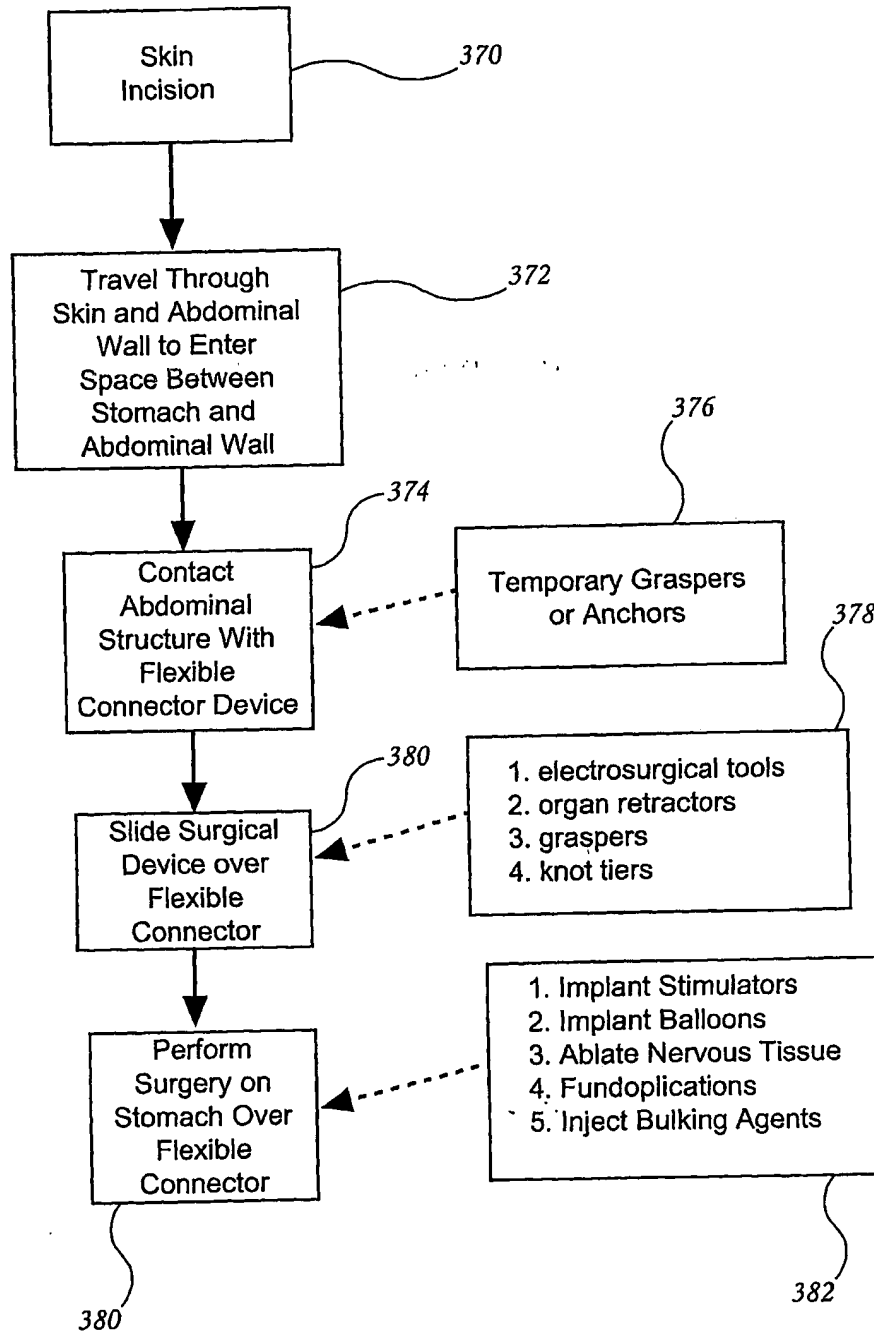 Skin
Incision
370
Travel Through
Skin and Abdominal
Wall to Enter
Space Between
Stomach and
Abdominal Wall
372
Contact
Abdominal
Structure With
Flexible
Connector Device
374
Temporary Graspers
or Anchors
376
Slide Surgical
Device over
Flexible
Connector
380
1. electrosurgical tools
2. organ retractors
3. graspers
4. knot tiers
378
Perform
Surgery on
Stomach Over
Flexible
Connector
380
1. Implant Stimulators
2. Implant Balloons
3. Ablate Nervous Tissue
4. Fundoplications
5. Inject Bulking Agents
382